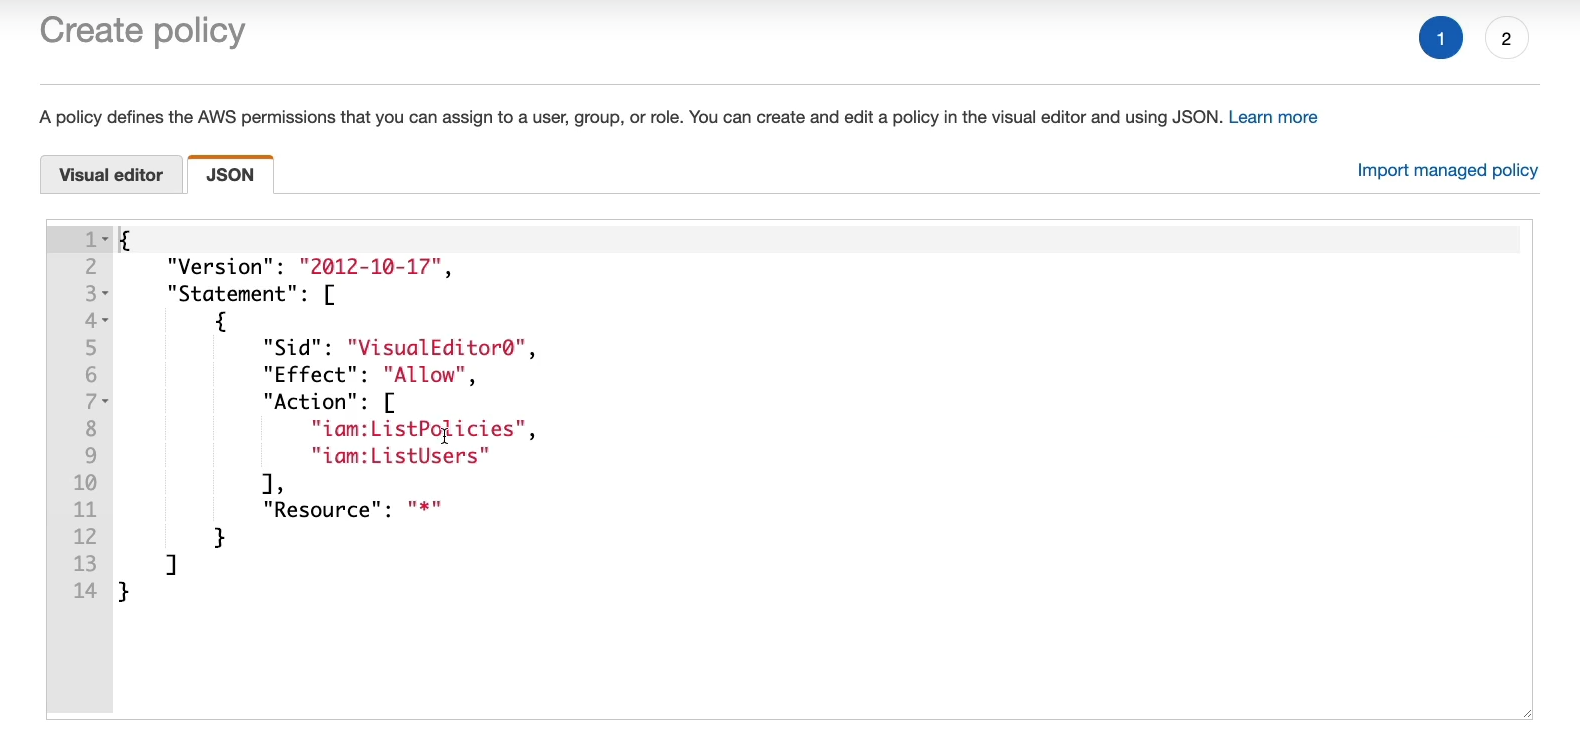 Create policy
1 2
A policy defines the AWS permissions that you can assign to a user, group, or role. You can create and edit a policy in the visual editor and using JSON. Learn more
Visual editor JSON Import managed policy
1 {
2     "Version": "2012-10-17",
3     "Statement": [
4         {
5             "Sid": "VisualEditor0",
6             "Effect": "Allow",
7             "Action": [
8                 "iam:ListPolicies",
9                 "iam:ListUsers"
10             ],
11             "Resource": "*"
12         }
13     ]
14 }